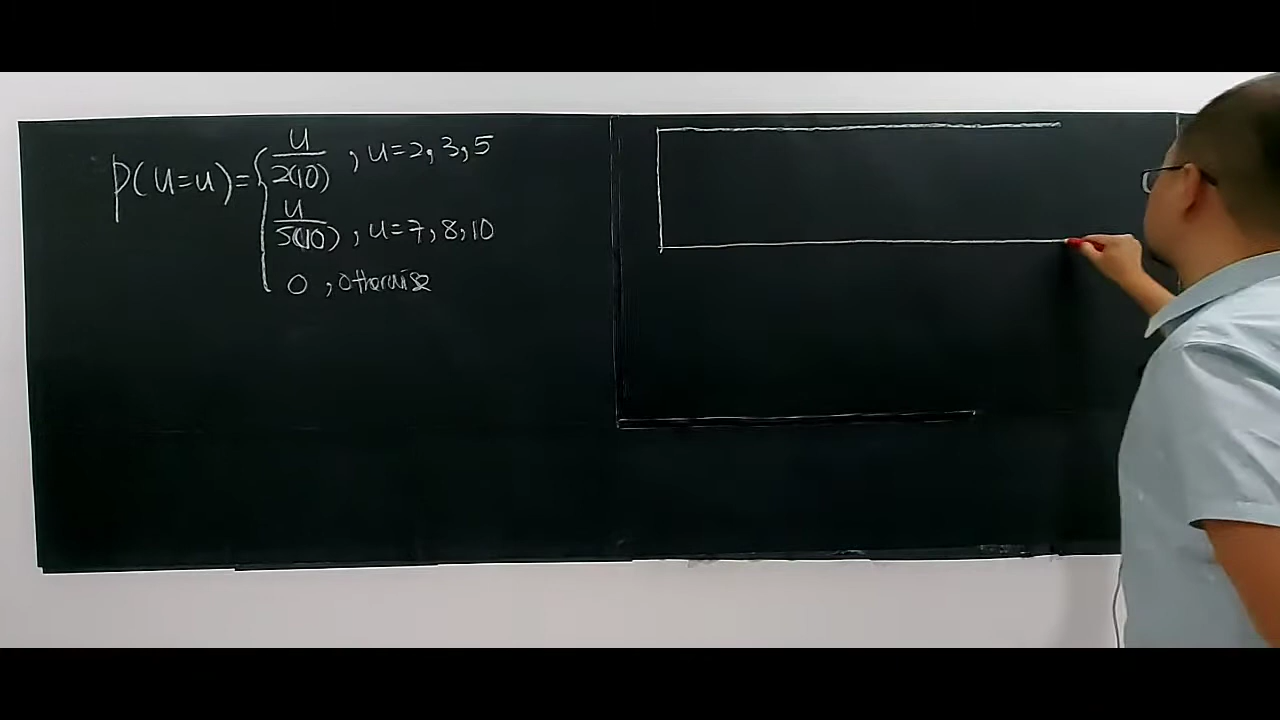 P(U=u)= { u/2(10) , u=2, 3, 5
u/5(10) , u=7, 8, 10
0 , otherwise